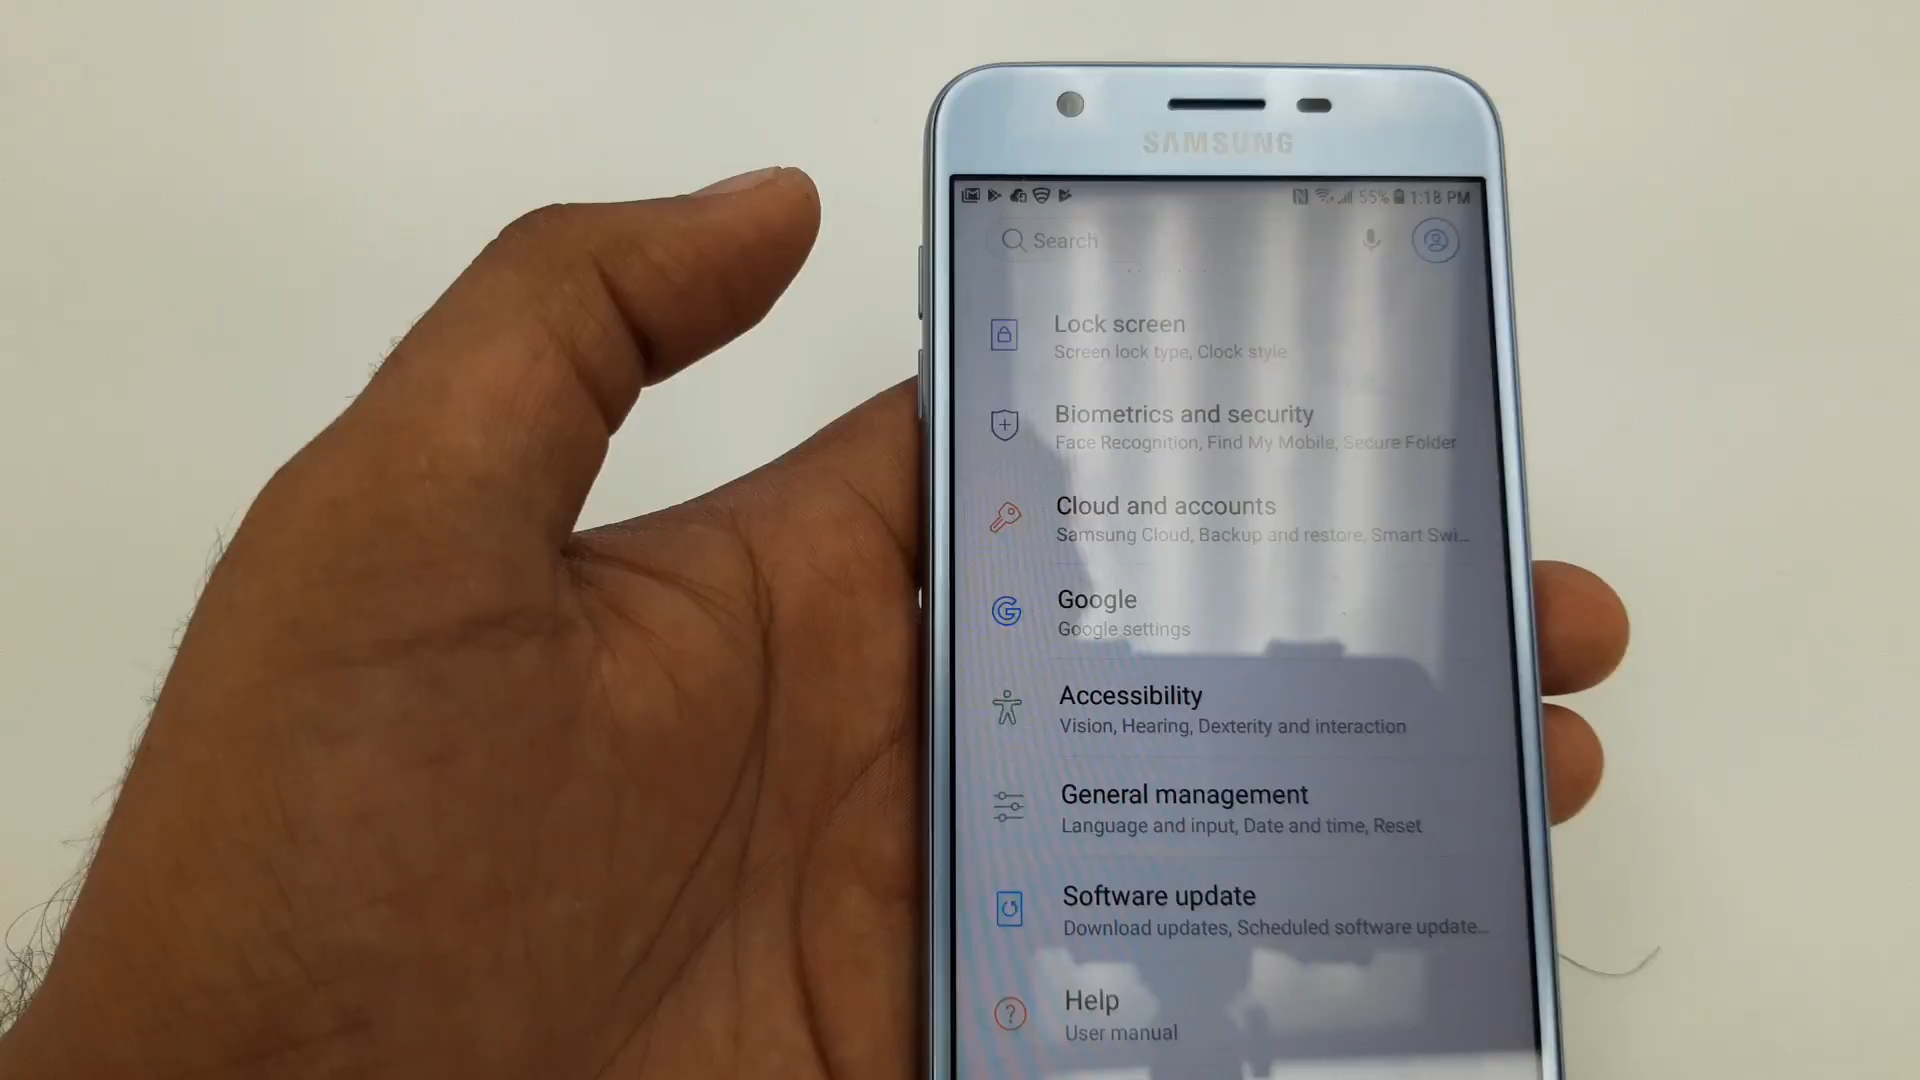 SAMSUNG
55% 1:18 PM
Search
Lock screen
Screen lock type, Clock style
Biometrics and security
Face Recognition, Find My Mobile, Secure Folder
Cloud and accounts
Samsung Cloud, Backup and restore, Smart Swi...
Google
Google settings
Accessibility
Vision, Hearing, Dexterity and interaction
General management
Language and input, Date and time, Reset
Software update
Download updates, Scheduled software update...
Help
User manual